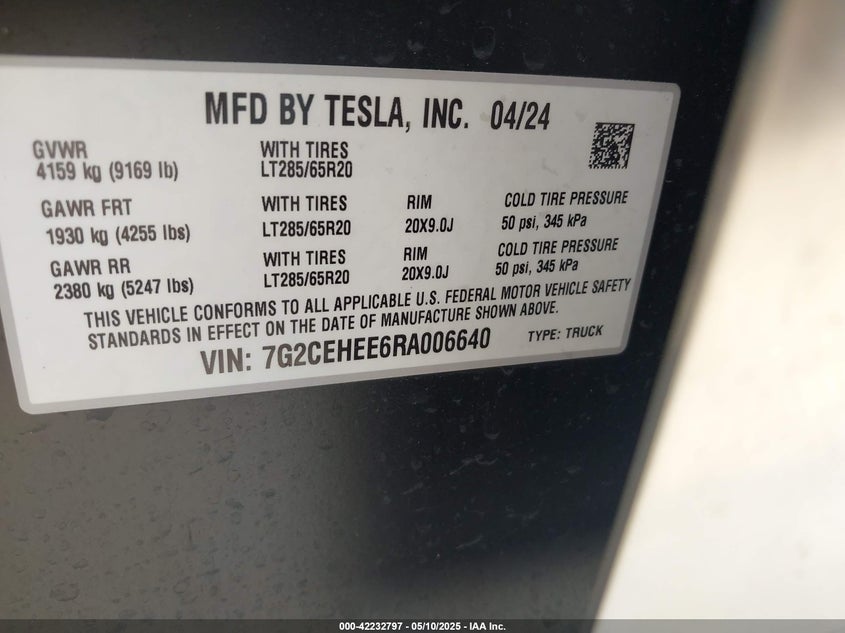 MFD BY TESLA, INC. 04/24
GVWR WITH TIRES
4159 kg (9169 lb) LT285/65R20
GAWR FRT WITH TIRES RIM COLD TIRE PRESSURE
1930 kg (4255 lbs) LT285/65R20 20X9.0J 50 psi, 345 kPa
GAWR RR WITH TIRES RIM COLD TIRE PRESSURE
2380 kg (5247 lbs) LT285/65R20 20X9.0J 50 psi, 345 kPa
THIS VEHICLE CONFORMS TO ALL APPLICABLE U.S. FEDERAL MOTOR VEHICLE SAFETY
STANDARDS IN EFFECT ON THE DATE OF MANUFACTURE SHOWN ABOVE.
VIN: 7G2CEHEE6RA006640 TYPE: TRUCK
000-42232797 - 05/10/2025 - IAA Inc.